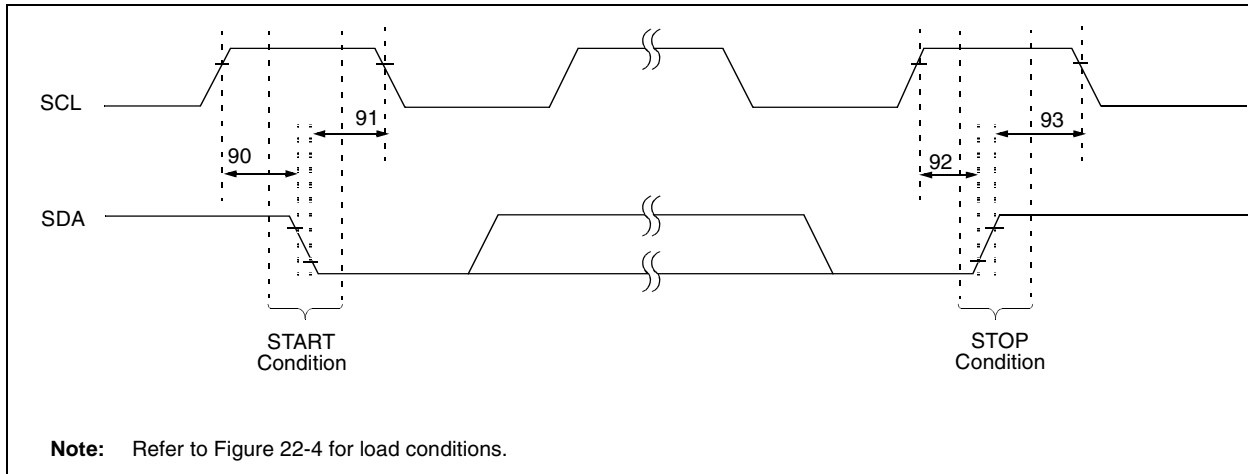 SCL
91
93
90
92
SDA
START
Condition
STOP
Condition
Note: Refer to Figure 22-4 for load conditions.